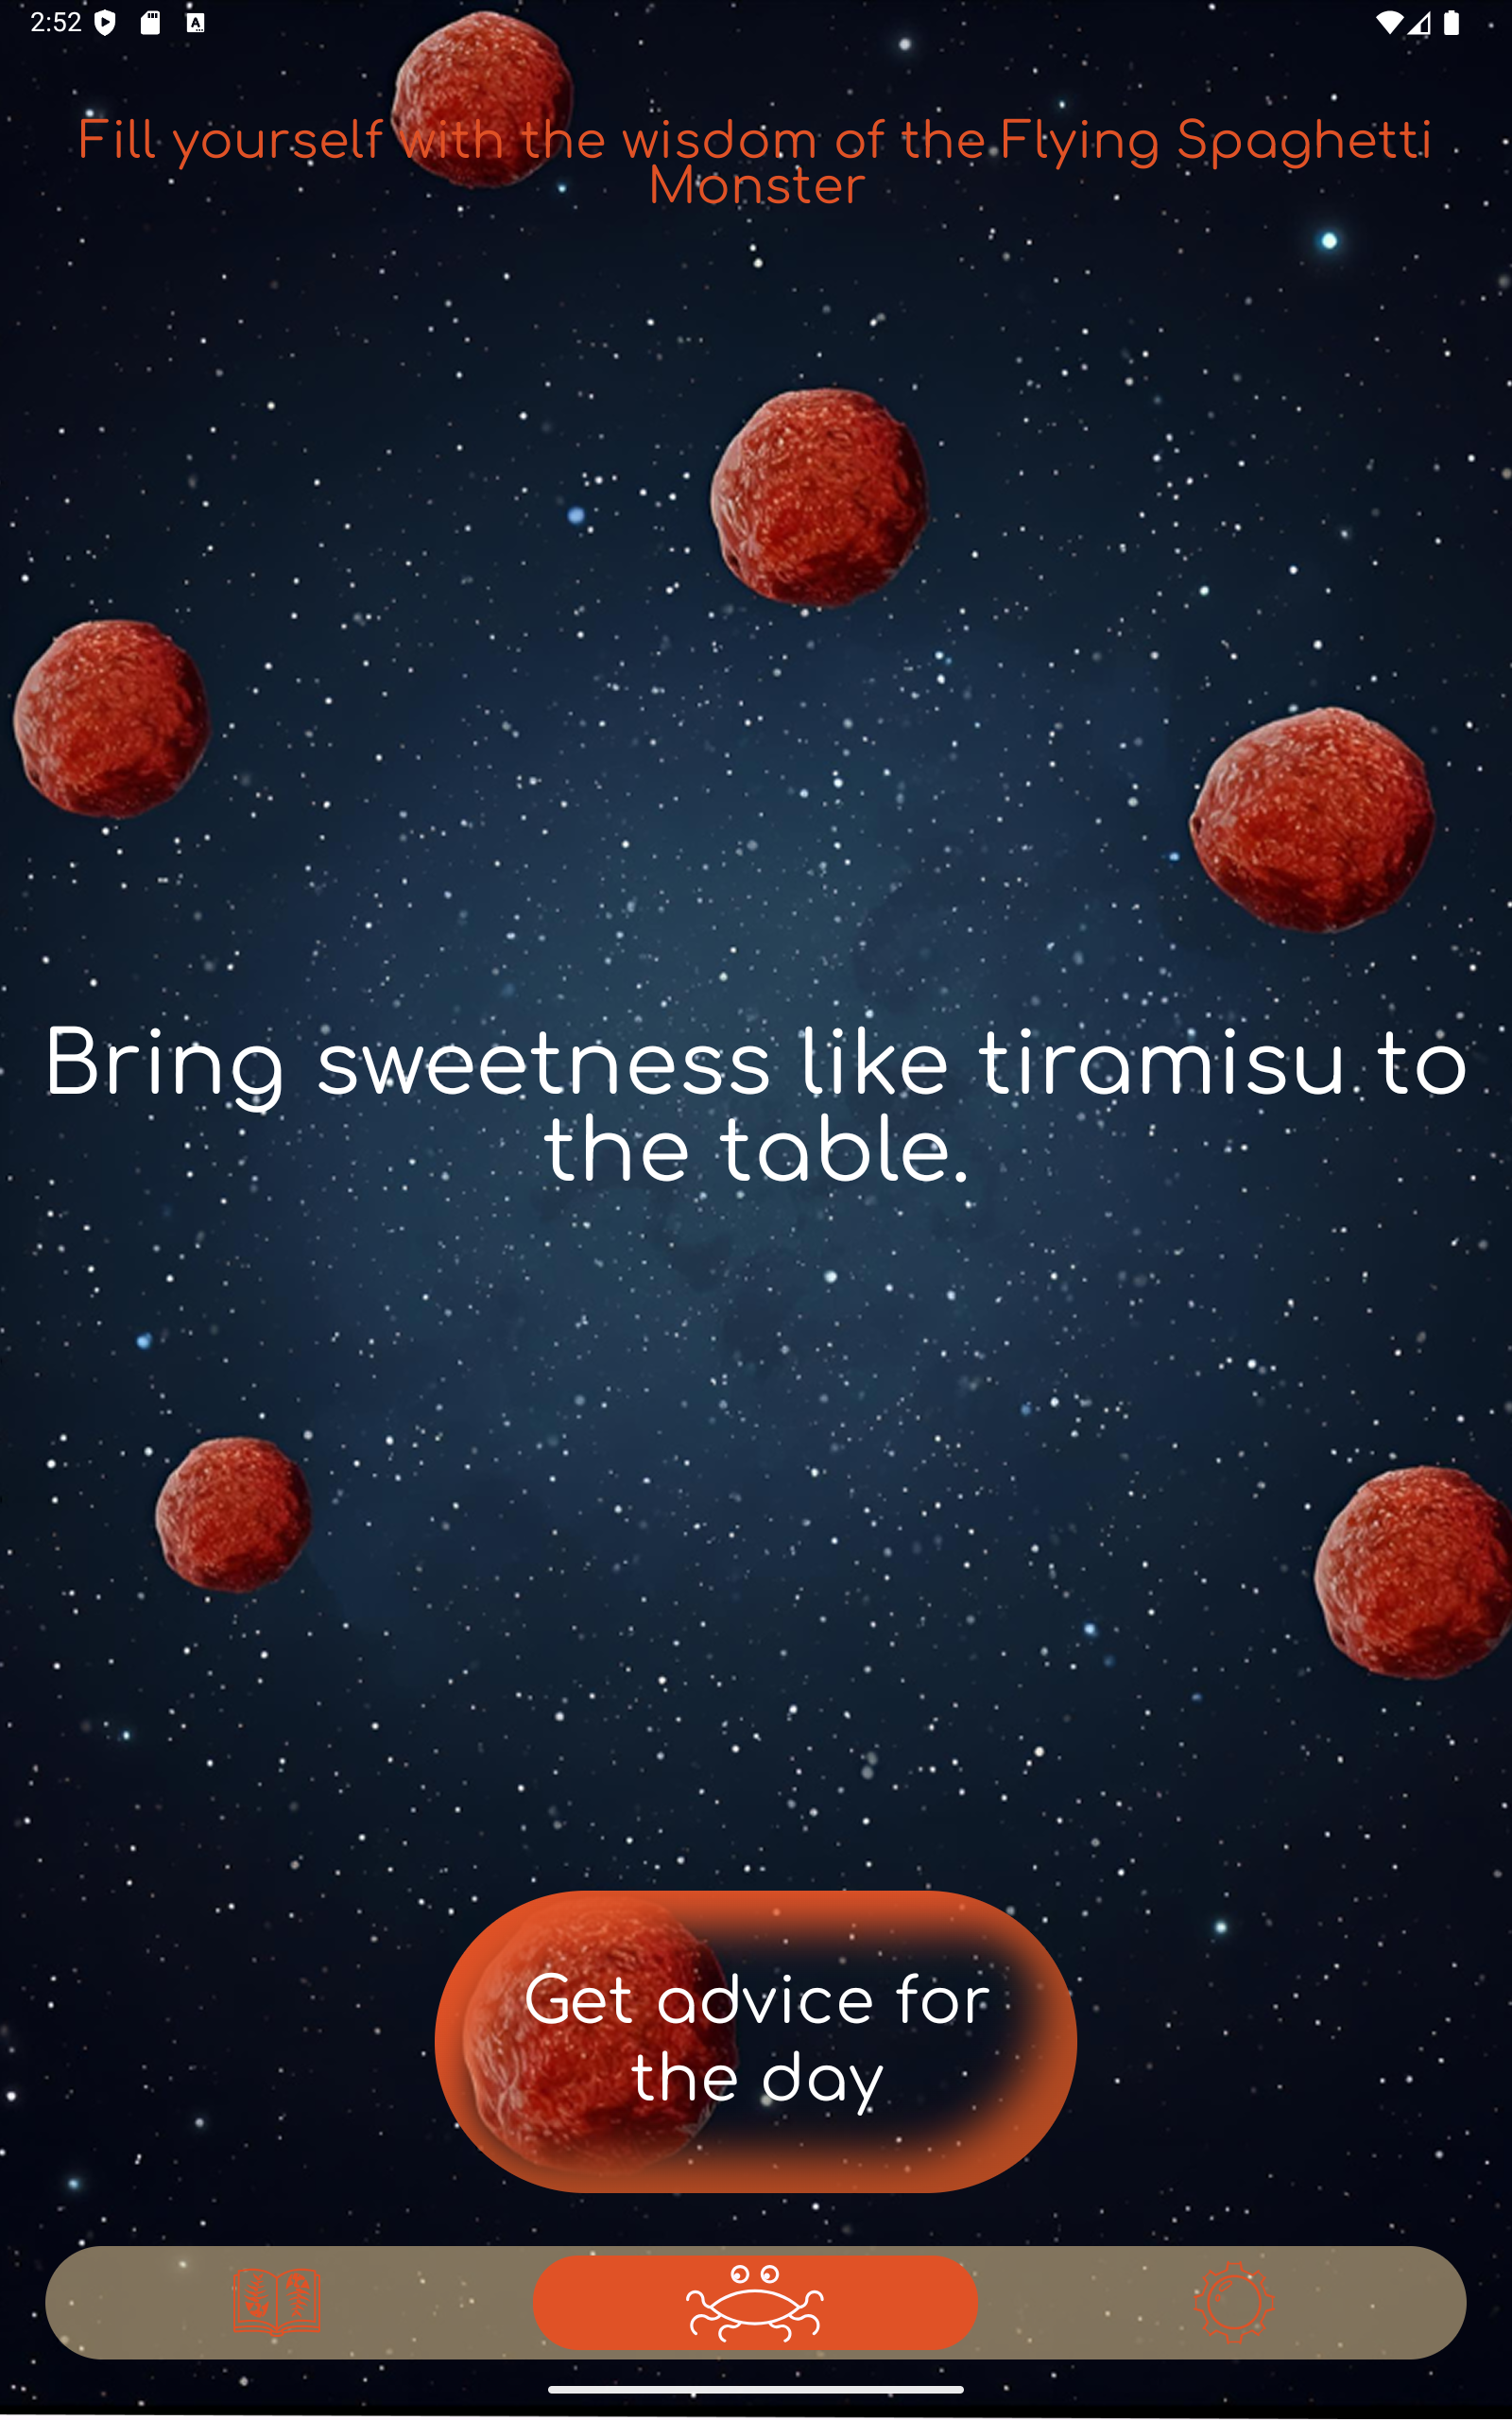 2:52
Fill yourself with the wisdom of the Flying Spaghetti
Monster
Bring sweetness like tiramisu to
the table.
Get advice for
the day